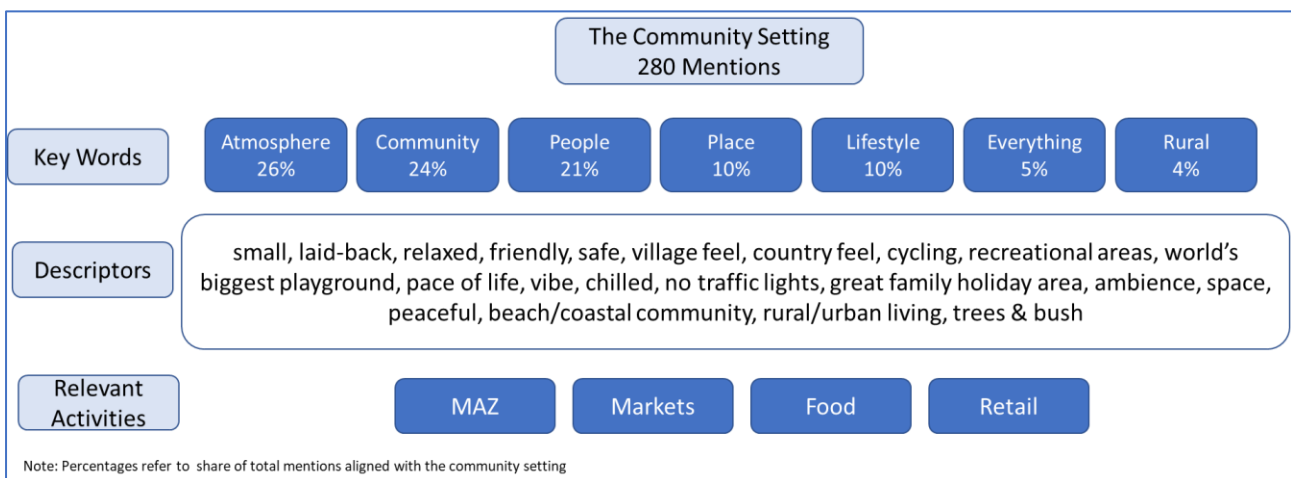 The Community Setting
280 Mentions
Key Words
Atmosphere
26%
Community
24%
People
21%
Place
10%
Lifestyle
10%
Everything
5%
Rural
4%
Descriptors
small, laid-back, relaxed, friendly, safe, village feel, country feel, cycling, recreational areas, world’s
biggest playground, pace of life, vibe, chilled, no traffic lights, great family holiday area, ambience, space,
peaceful, beach/coastal community, rural/urban living, trees & bush
Relevant
Activities
MAZ
Markets
Food
Retail
Note: Percentages refer to share of total mentions aligned with the community setting